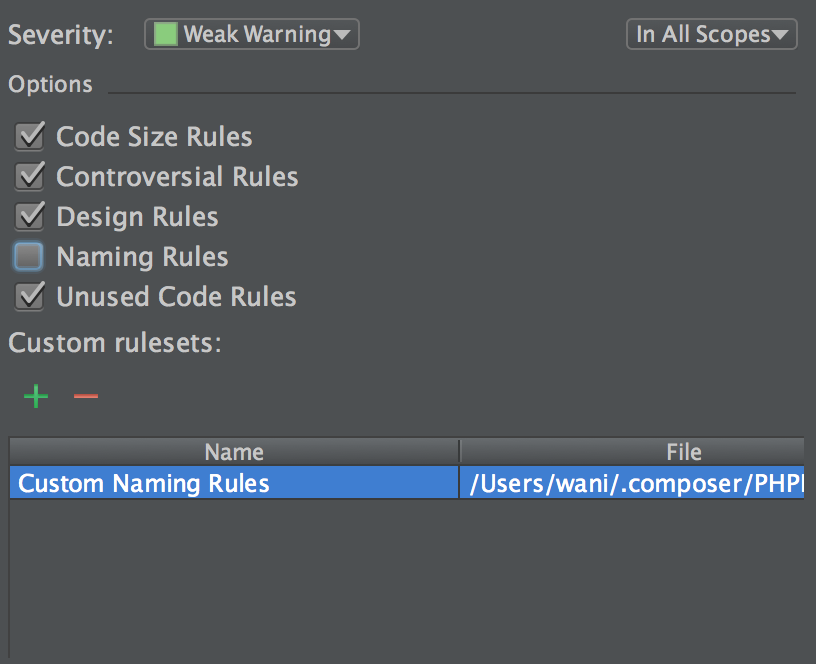 Severity: Weak Warning In All Scopes
Options
Code Size Rules
Controversial Rules
Design Rules
Naming Rules
Unused Code Rules
Custom rulesets:
Name File
Custom Naming Rules /Users/wani/.composer/PHP